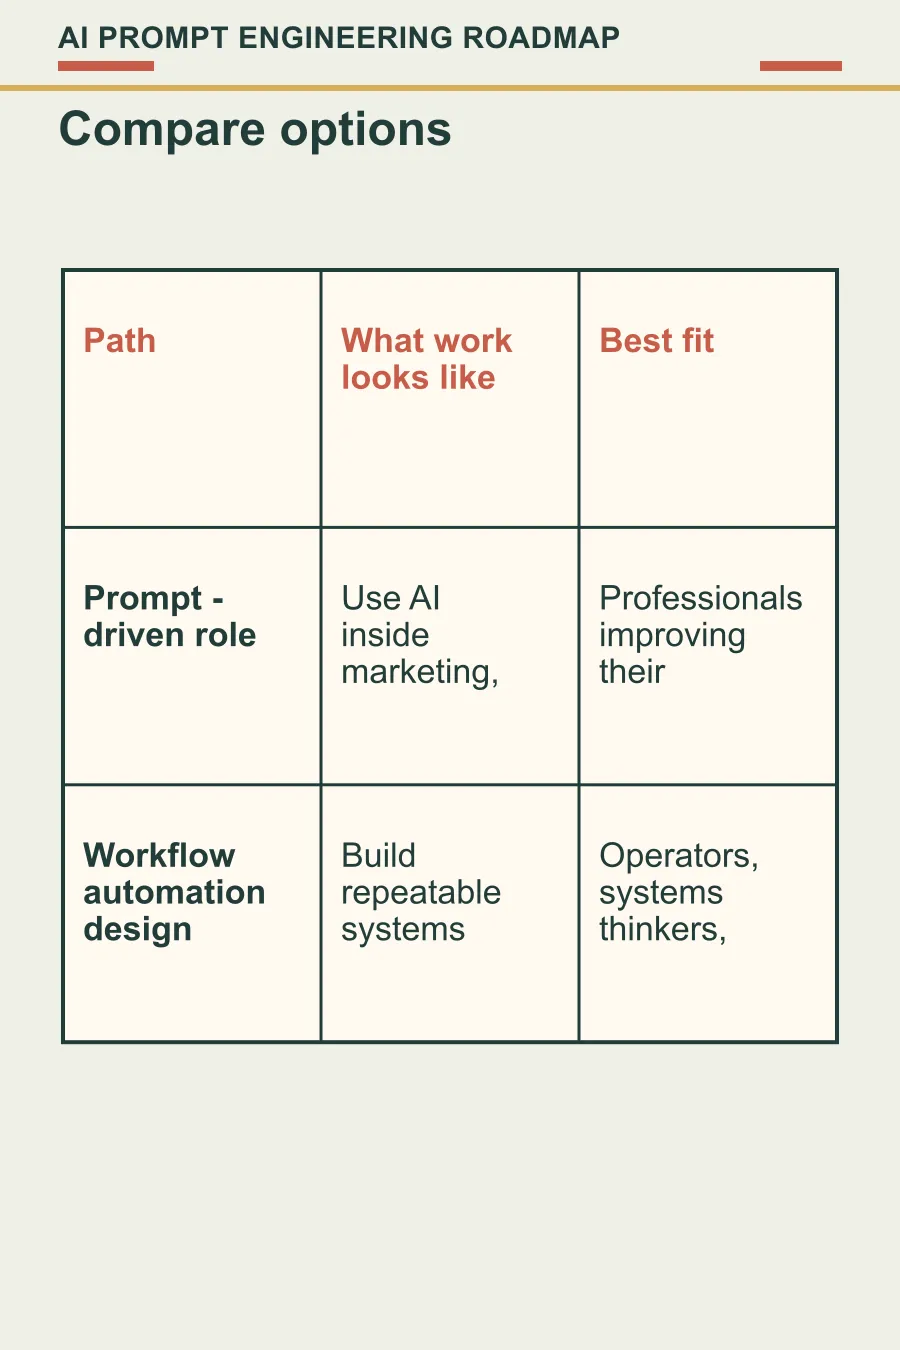 AI PROMPT ENGINEERING ROADMAP
Compare options
Path
What work
looks like
Best fit
Prompt -
driven role
Use AI
inside
marketing,
Professionals
improving
their
Workflow
automation
design
Build
repeatable
systems
Operators,
systems
thinkers,